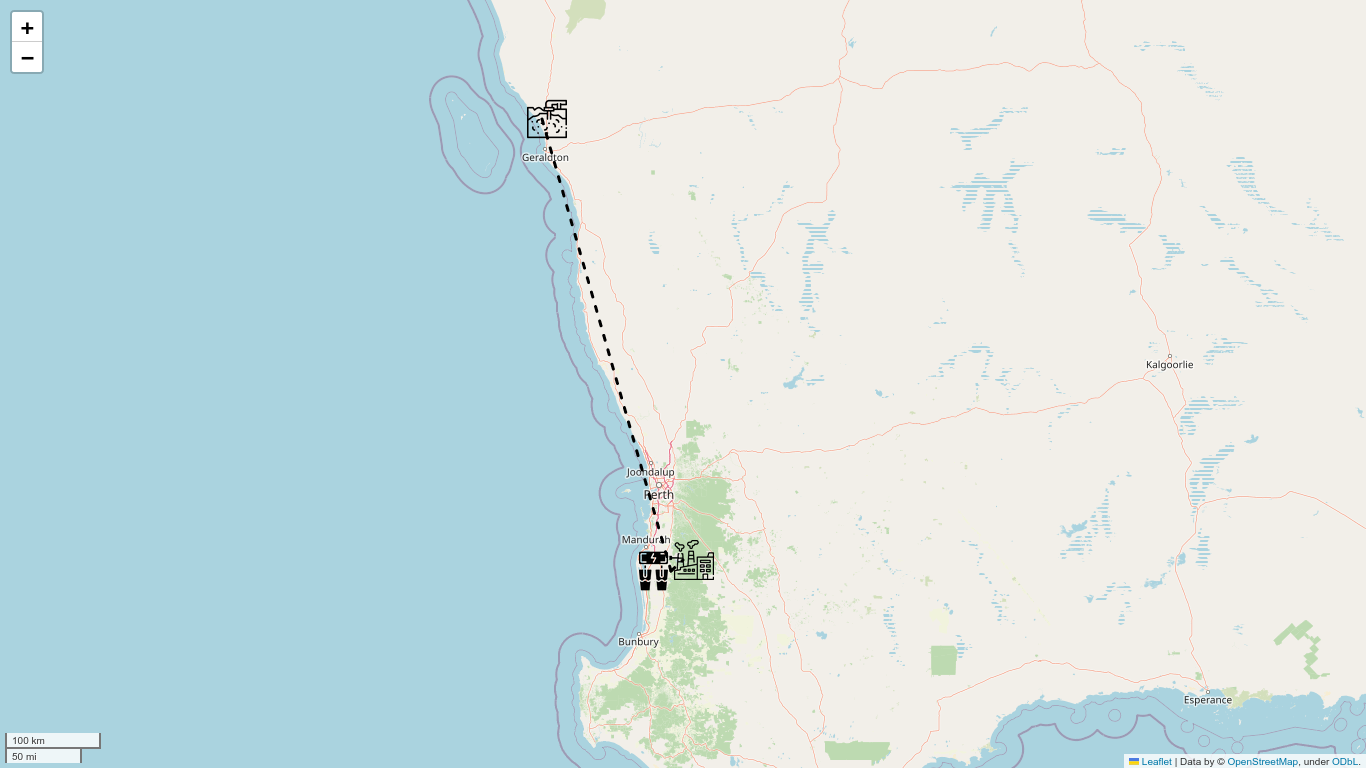 +
−
Geraldton
Kalgoorlie
Joondalup
Perth
Mandurah
Bunbury
Esperance
100 km
50 mi
Leaflet | Data by © OpenStreetMap, under ODbL.